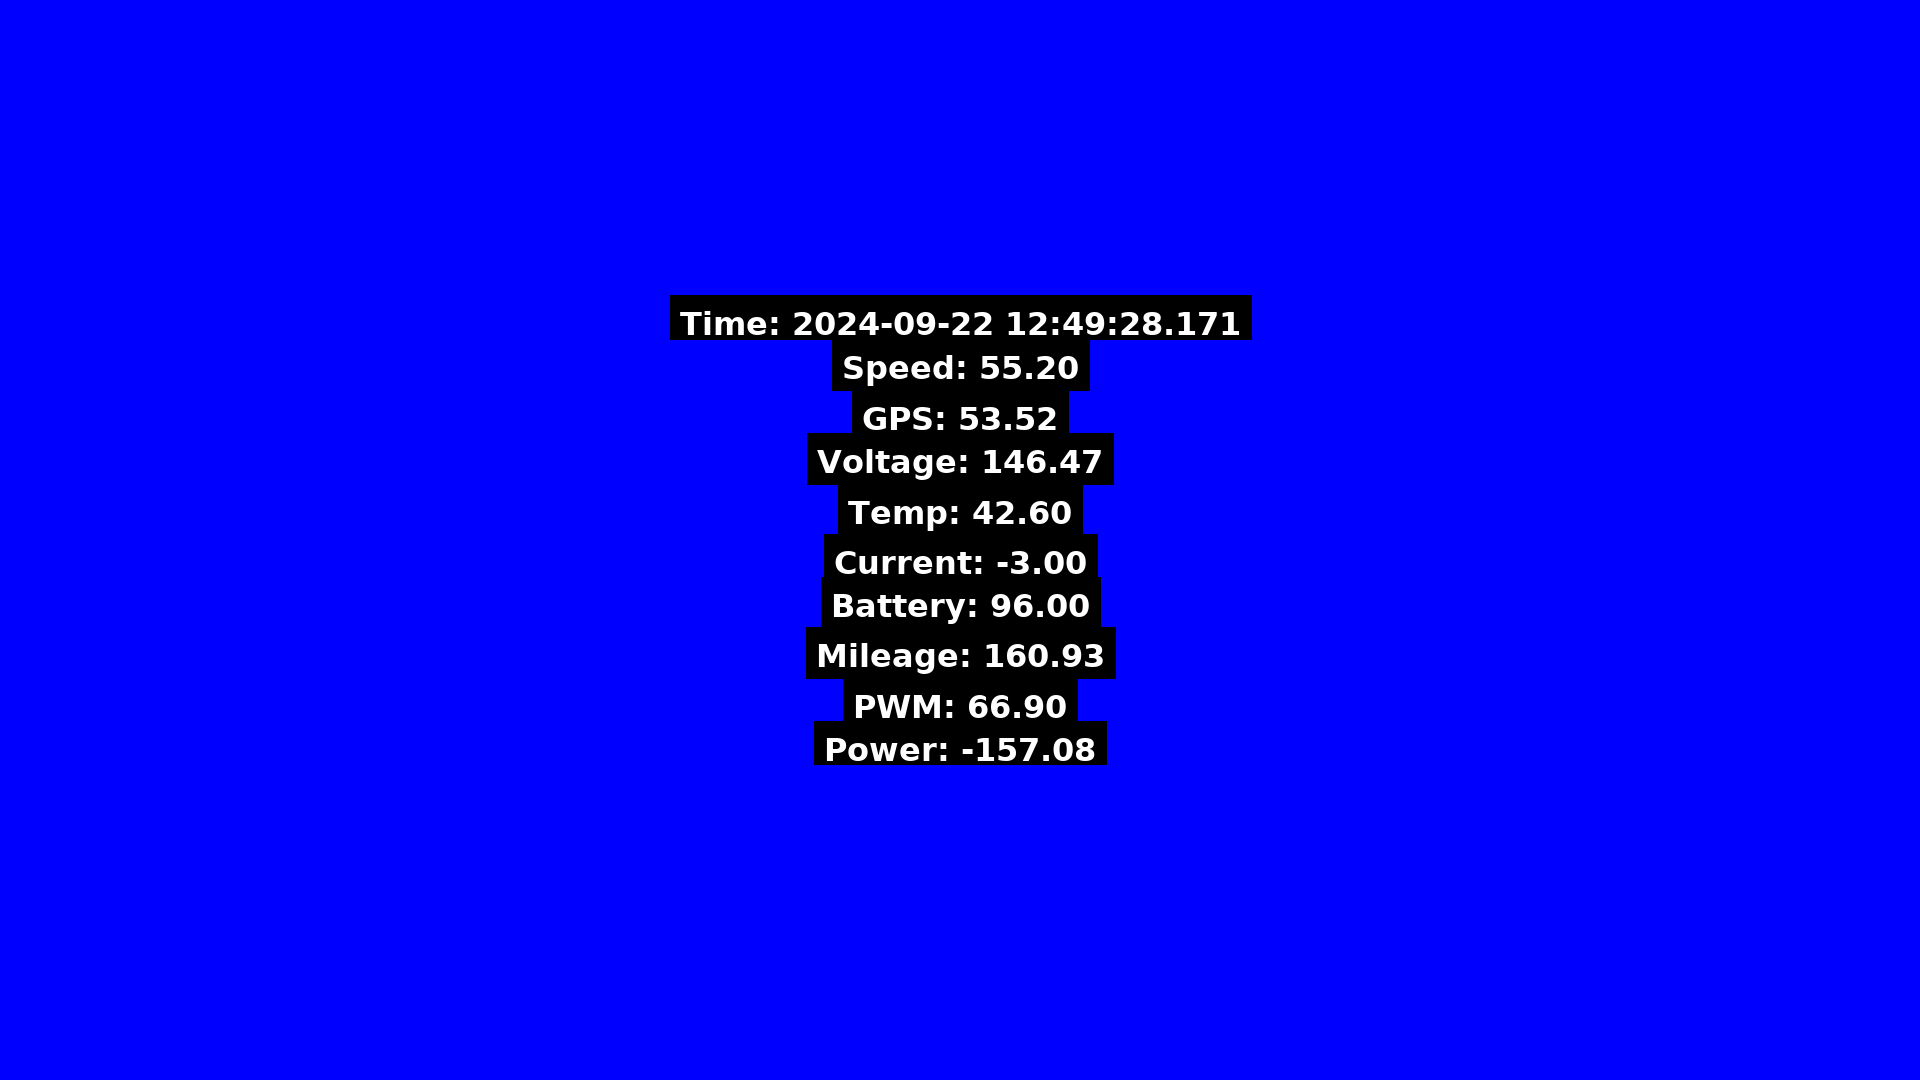 Time: 2024-09-22 12:49:28.171
Speed: 55.20
GPS: 53.52
Voltage: 146.47
Temp: 42.60
Current: -3.00
Battery: 96.00
Mileage: 160.93
PWM: 66.90
Power: -157.08